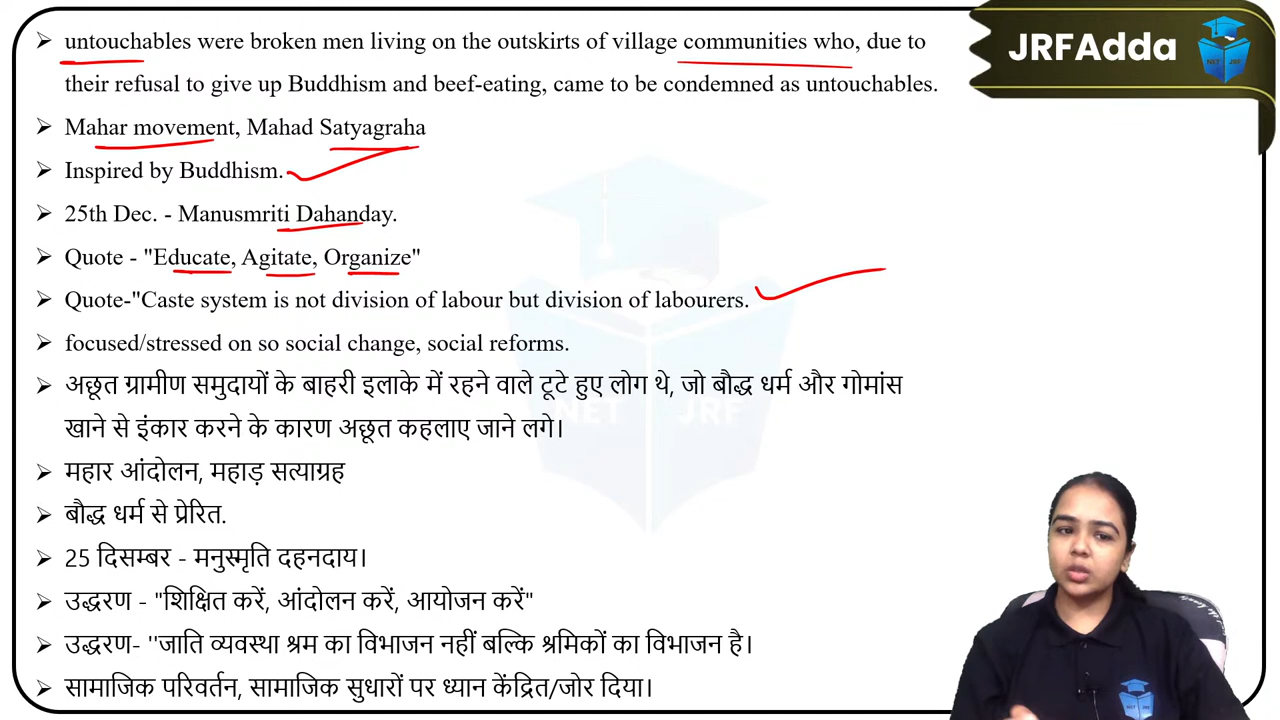 JRFAdda
NET JRF
➤ untouchables were broken men living on the outskirts of village communities who, due to
their refusal to give up Buddhism and beef-eating, came to be condemned as untouchables.
➤ Mahar movement, Mahad Satyagraha
➤ Inspired by Buddhism.
➤ 25th Dec. - Manusmriti Dahanday.
➤ Quote - "Educate, Agitate, Organize"
➤ Quote-"Caste system is not division of labour but division of labourers.
➤ focused/stressed on so social change, social reforms.
➤ अछूत ग्रामीण समुदायों के बाहरी इलाके में रहने वाले टूटे हुए लोग थे, जो बौद्ध धर्म और गोमांस
खाने से इंकार करने के कारण अछूत कहलाए जाने लगे।
➤ महार आंदोलन, महाड़ सत्याग्रह
➤ बौद्ध धर्म से प्रेरित.
➤ 25 दिसम्बर - मनुस्मृति दहनदाय।
➤ उद्धरण - "शिक्षित करें, आंदोलन करें, आयोजन करें"
➤ उद्धरण- ''जाति व्यवस्था श्रम का विभाजन नहीं बल्कि श्रमिकों का विभाजन है।
➤ सामाजिक परिवर्तन, सामाजिक सुधारों पर ध्यान केंद्रित/जोर दिया।
NET JRF